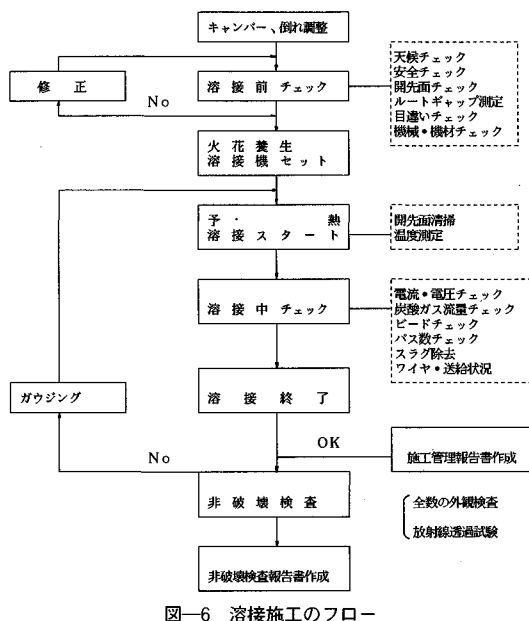 キャンバー、倒れ調整
修正
溶接前チェック
天候チェック
安全チェック
開先面チェック
ルートギャップ測定
目違いチェック
機械・機材チェック
No
火花養生
溶接機セット
予・熱
溶接スタート
開先面清掃
温度測定
溶接中チェック
電流・電圧チェック
炭酸ガス流量チェック
ビードチェック
パス数チェック
スラグ除去
ワイヤ・送給状況
ガウジング
溶接終了
OK
No
施工管理報告書作成
非破壊検査
全数の外観検査
放射線透過試験
非破壊検査報告書作成
図―6 溶接施工のフロー